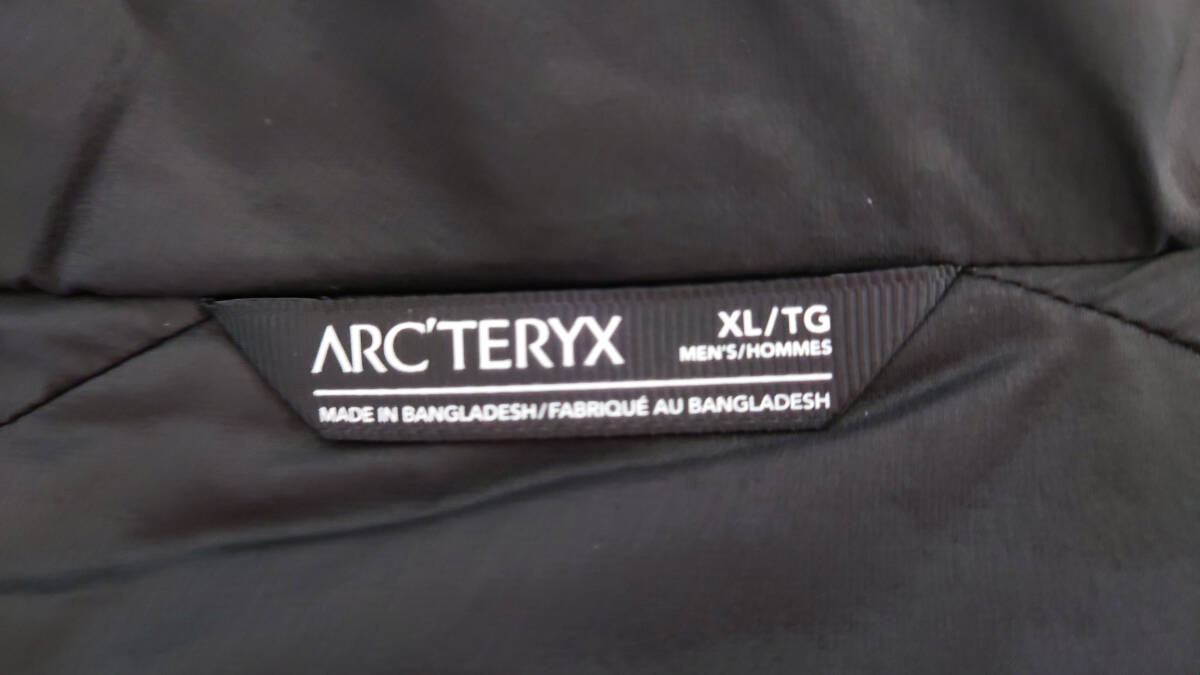 ARC'TERYX
XL/TG
MEN'S/HOMMES
MADE IN BANGLADESH/FABRIQUÉ AU BANGLADESH